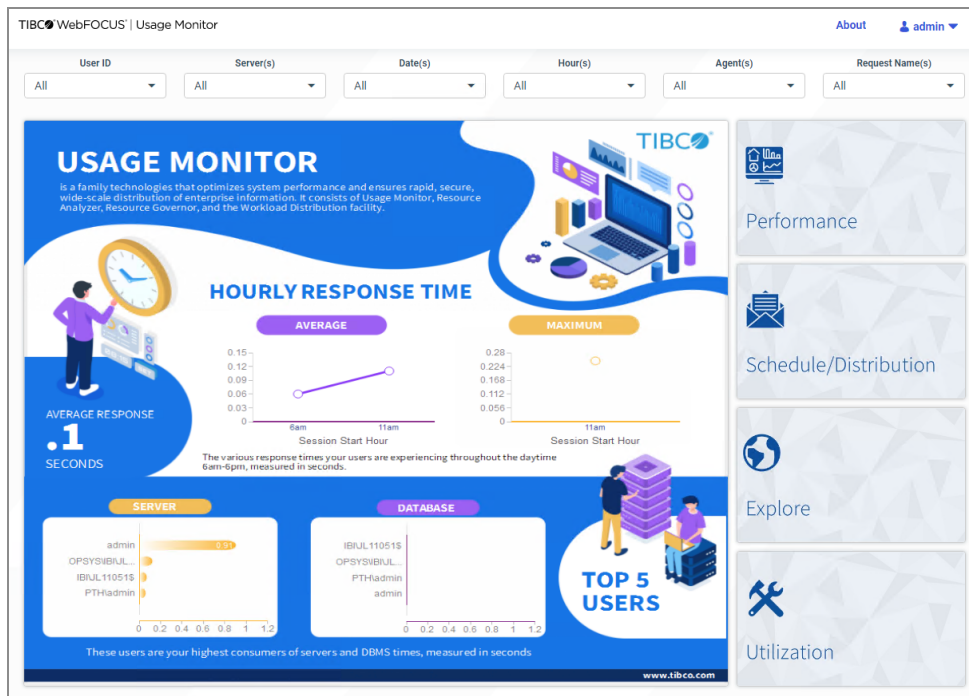 TIBCO WebFOCUS® | Usage Monitor
About
admin
User ID
Server(s)
Date(s)
Hour(s)
Agent(s)
Request Name(s)
All
All
All
All
All
All
USAGE MONITOR
is a family technologies that optimizes system performance and ensures rapid, secure,
wide-scale distribution of enterprise information. It consists of Usage Monitor, Resource
Analyzer, Resource Governor, and the Workload Distribution facility.
TIBCO®
HOURLY RESPONSE TIME
AVERAGE
0.15
0.12
0.09
0.06
0.03
0
6am
11am
Session Start Hour
MAXIMUM
0.28
0.224
0.168
0.112
0.056
0
11am
Session Start Hour
AVERAGE RESPONSE
.1
SECONDS
The various response times your users are experiencing throughout the daytime
6am-6pm, measured in seconds.
SERVER
admin
0.91
OPSYS\IBI\JL...
IBI\JL11051$
PTH\admin
0 0.2 0.4 0.6 0.8 1 1.2
DATABASE
IBI\JL11051$
OPSYS\IBI\JL...
PTH\admin
admin
0 0.2 0.4 0.6 0.8 1 1.2
TOP 5
USERS
These users are your highest consumers of servers and DBMS times, measured in seconds
www.tibco.com
Performance
Schedule/Distribution
Explore
Utilization